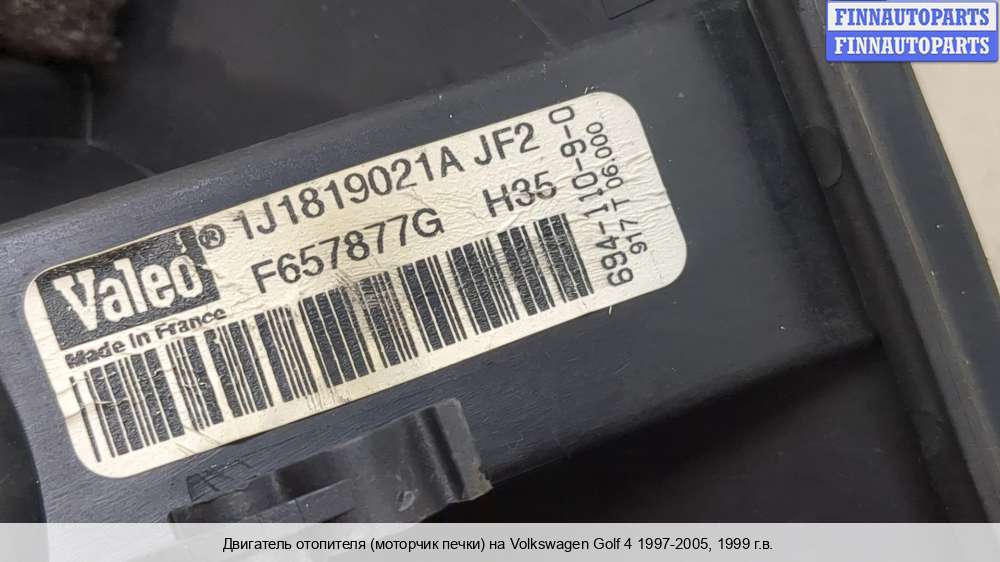 FINNAUTOPARTS
FINNAUTOPARTS
Valeo® 1J1819021A JF2
F657877G H35
Made In France
694-110-9-0
917 T 06.000
Двигатель отопителя (моторчик печки) на Volkswagen Golf 4 1997-2005, 1999 г.в.